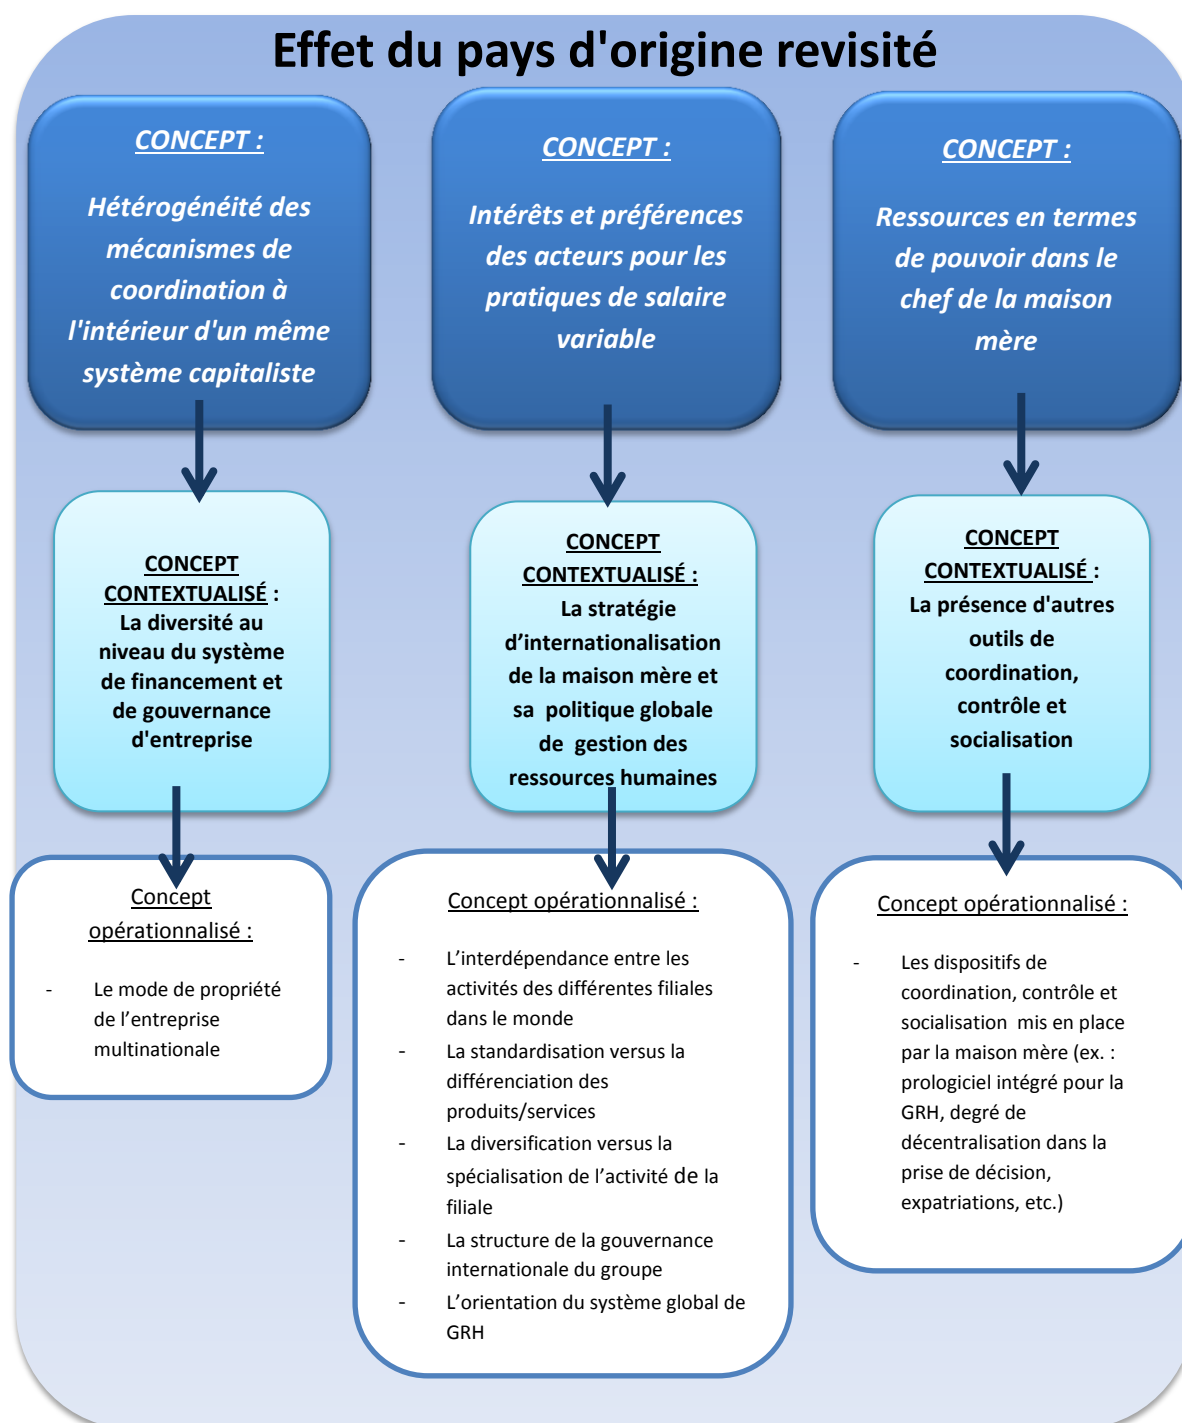 Effet du pays d'origine revisité
CONCEPT :
Hétérogénéité des
mécanismes de
coordination à
l'intérieur d'un même
système capitaliste
CONCEPT :
Intérêts et préférences
des acteurs pour les
pratiques de salaire
variable
CONCEPT :
Ressources en termes
de pouvoir dans le
chef de la maison
mère
CONCEPT
CONTEXTUALISÉ :
La diversité au
niveau du système
de financement et
de gouvernance
d'entreprise
CONCEPT
CONTEXTUALISÉ :
La stratégie
d’internationalisation
de la maison mère et
sa politique globale
de gestion des
ressources humaines
CONCEPT
CONTEXTUALISÉ :
La présence d'autres
outils de
coordination,
contrôle et
socialisation
Concept
opérationnalisé :
- Le mode de propriété
de l’entreprise
multinationale
Concept opérationnalisé :
- L’interdépendance entre les
activités des différentes filiales
dans le monde
- La standardisation versus la
différenciation des
produits/services
- La diversification versus la
spécialisation de l’activité de la
filiale
- La structure de la gouvernance
internationale du groupe
- L’orientation du système global de
GRH
Concept opérationnalisé :
- Les dispositifs de
coordination, contrôle et
socialisation mis en place
par la maison mère (ex. :
prologiciel intégré pour la
GRH, degré de
décentralisation dans la
prise de décision,
expatriations, etc.)